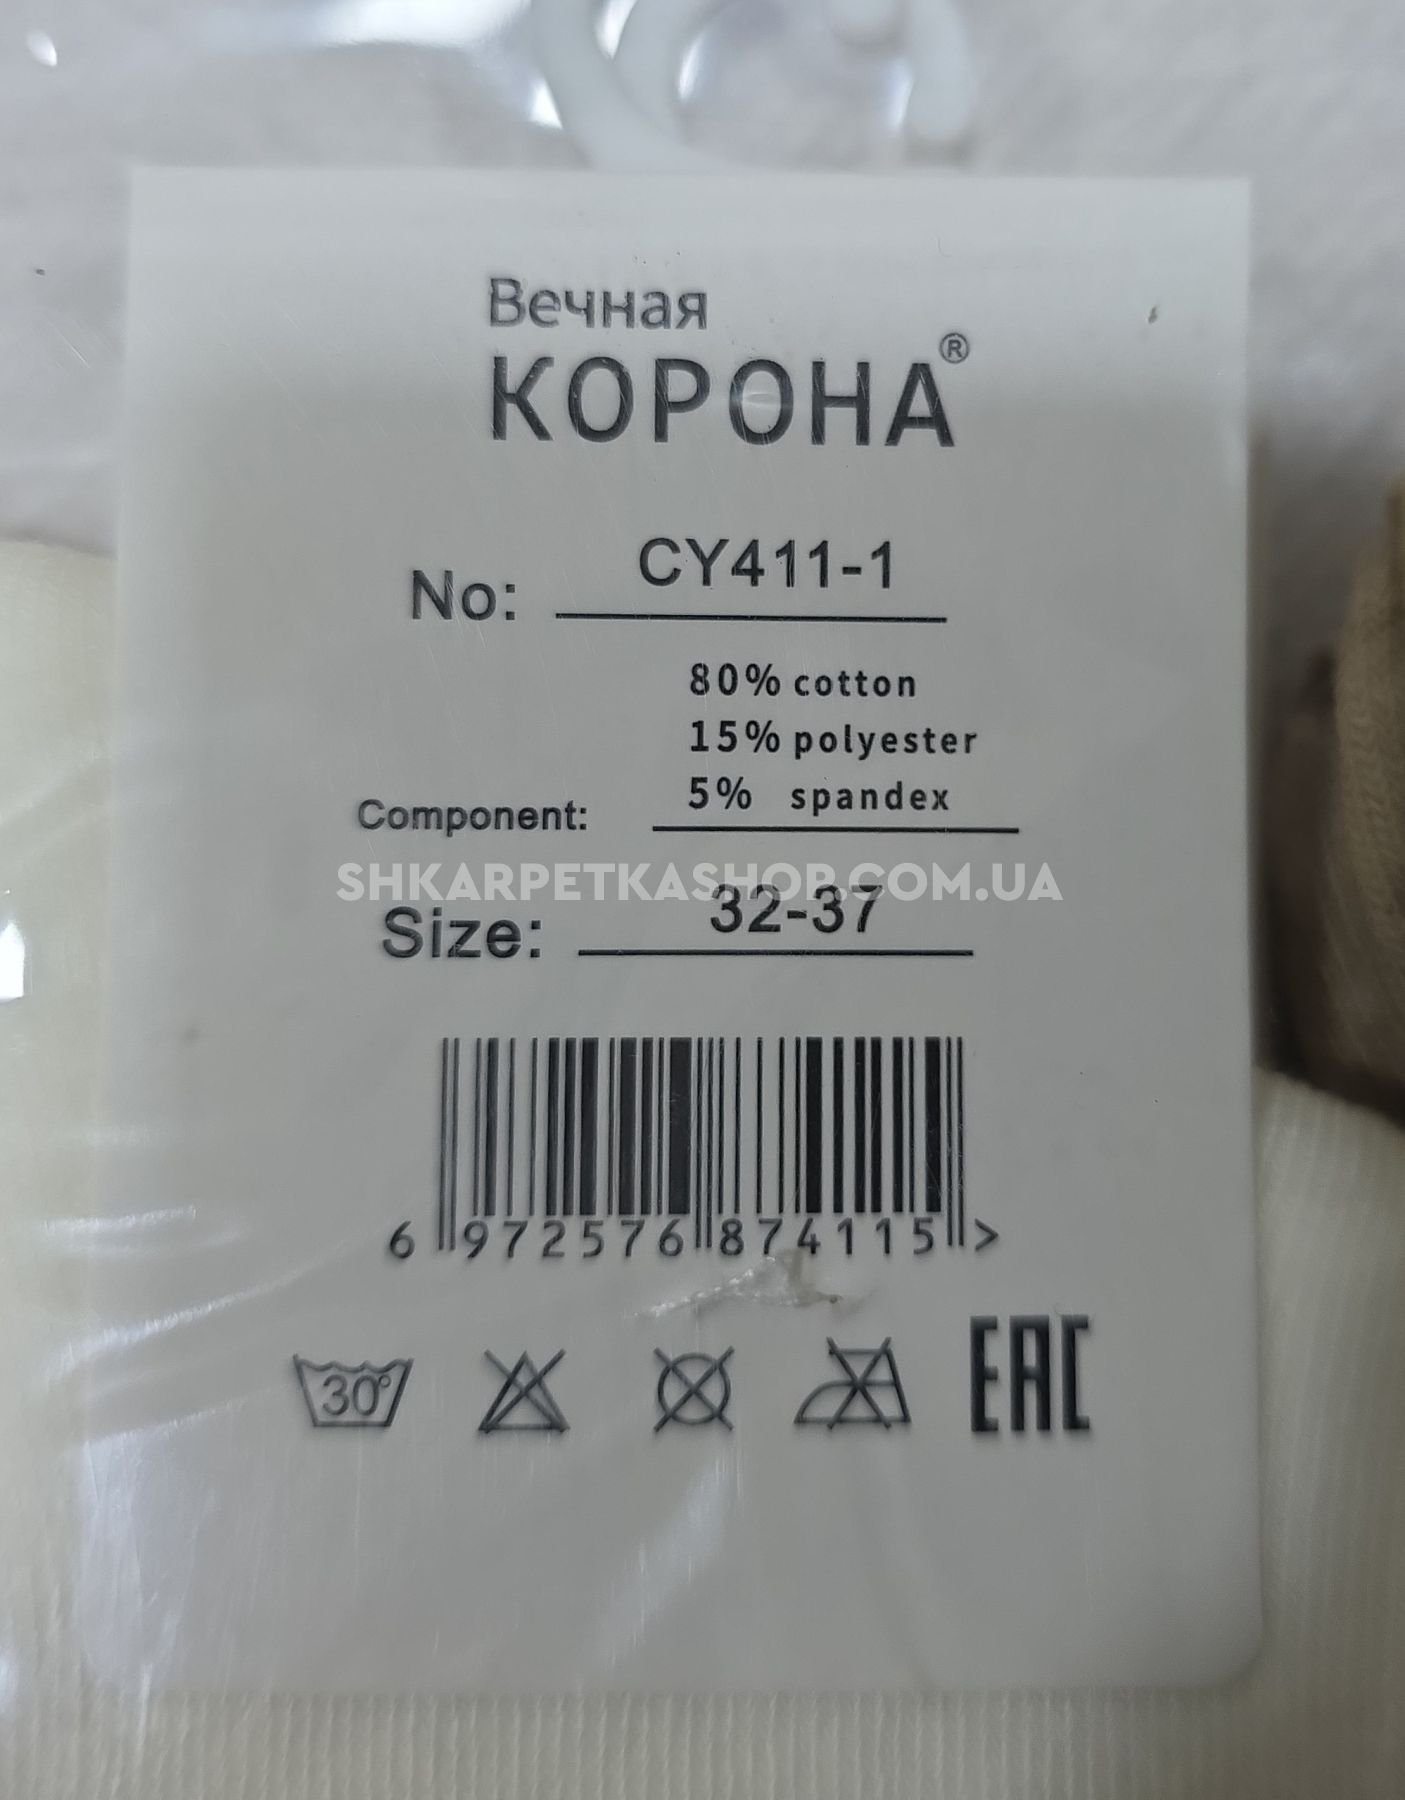 Вечная
КОРОНА®
No: CY411-1
80% cotton
15% polyester
5% spandex
Component:
SHKARPETKASHOP.COM.UA
Size: 32-37
6 972576 874115 >
30°
EAC